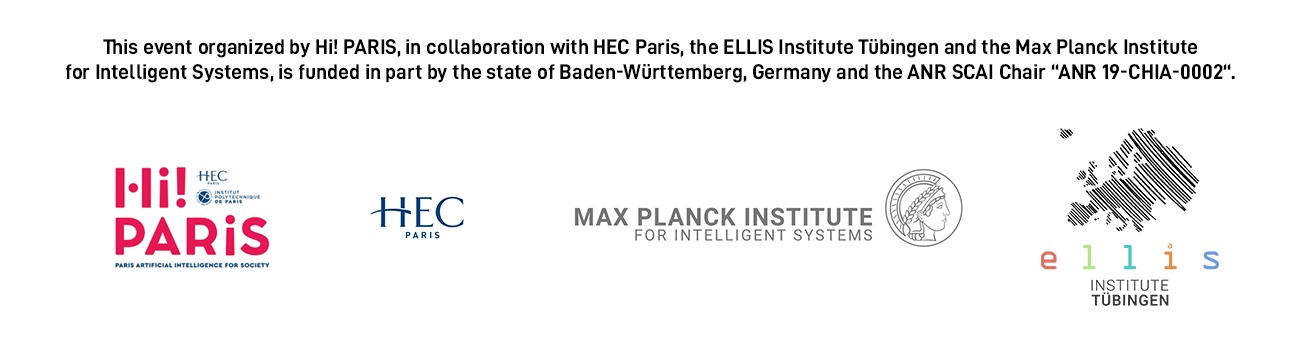 This event organized by Hi! PARIS, in collaboration with HEC Paris, the ELLIS Institute Tübingen and the Max Planck Institute
for Intelligent Systems, is funded in part by the state of Baden-Württemberg, Germany and the ANR SCAI Chair “ANR 19-CHIA-0002“.
Hi!
HEC
PARIS
INSTITUT
POLYTECHNIQUE
DE PARIS
PARiS
PARIS ARTIFICIAL INTELLIGENCE FOR SOCIETY
HEC
PARIS
MAX PLANCK INSTITUTE
FOR INTELLIGENT SYSTEMS
ellis
INSTITUTE
TÜBINGEN